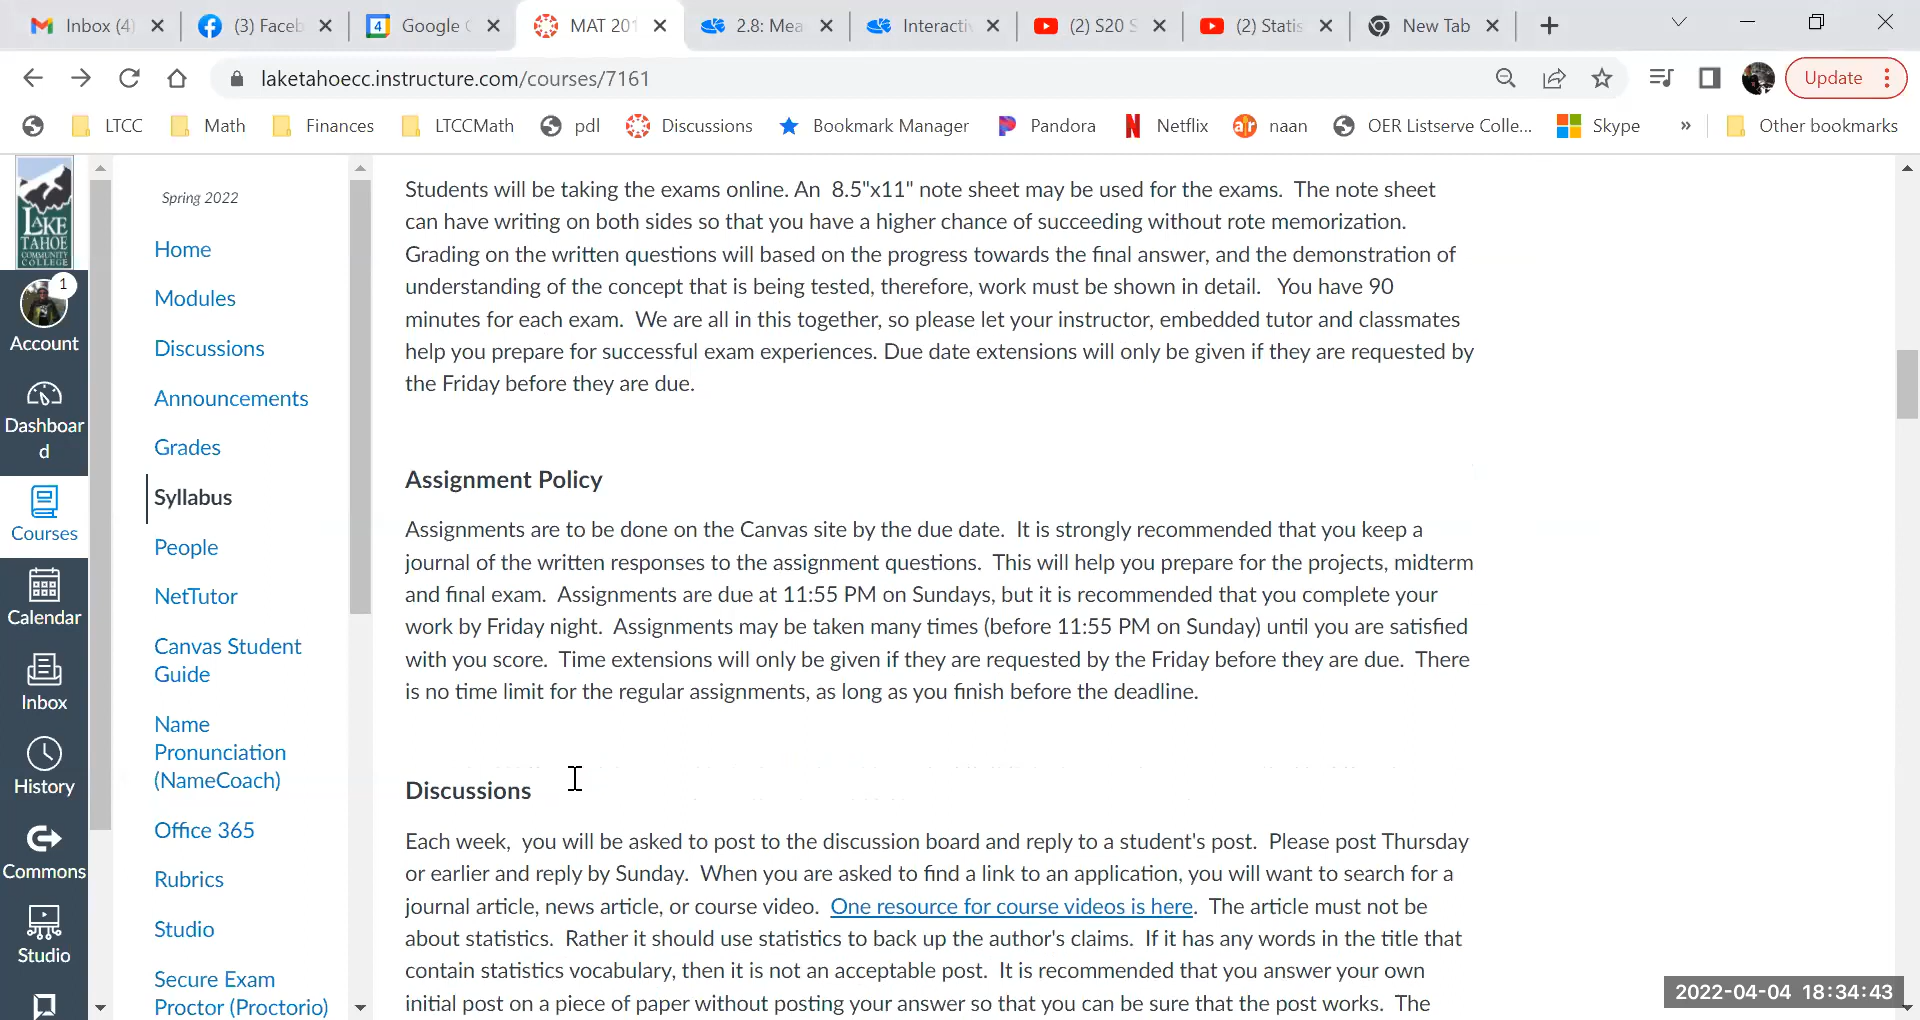 Inbox (4)
(3) Faceb
4
Google C
MAT 201
2.8: Mea
Interactiv
(2) S20 S
(2) Statis
New Tab
laketahoecc.instructure.com/courses/7161
Update
LTCC
Math
Finances
LTCCMath
pdl
Discussions
Bookmark Manager
Pandora
Netflix
naan
OER Listserve Colle...
Skype
»
Other bookmarks
LAKE
TAHOE
COMMUNITY
COLLEGE
1
Account
Dashboar
d
Courses
Calendar
Inbox
History
Commons
Studio
Spring 2022
Home
Modules
Discussions
Announcements
Grades
Syllabus
People
NetTutor
Canvas Student
Guide
Name
Pronunciation
(NameCoach)
Office 365
Rubrics
Studio
Secure Exam
Proctor (Proctorio)
Students will be taking the exams online. An 8.5"x11" note sheet may be used for the exams. The note sheet
can have writing on both sides so that you have a higher chance of succeeding without rote memorization.
Grading on the written questions will based on the progress towards the final answer, and the demonstration of
understanding of the concept that is being tested, therefore, work must be shown in detail. You have 90
minutes for each exam. We are all in this together, so please let your instructor, embedded tutor and classmates
help you prepare for successful exam experiences. Due date extensions will only be given if they are requested by
the Friday before they are due.
Assignment Policy
Assignments are to be done on the Canvas site by the due date. It is strongly recommended that you keep a
journal of the written responses to the assignment questions. This will help you prepare for the projects, midterm
and final exam. Assignments are due at 11:55 PM on Sundays, but it is recommended that you complete your
work by Friday night. Assignments may be taken many times (before 11:55 PM on Sunday) until you are satisfied
with you score. Time extensions will only be given if they are requested by the Friday before they are due. There
is no time limit for the regular assignments, as long as you finish before the deadline.
Discussions
Each week, you will be asked to post to the discussion board and reply to a student's post. Please post Thursday
or earlier and reply by Sunday. When you are asked to find a link to an application, you will want to search for a
journal article, news article, or course video. One resource for course videos is here. The article must not be
about statistics. Rather it should use statistics to back up the author's claims. If it has any words in the title that
contain statistics vocabulary, then it is not an acceptable post. It is recommended that you answer your own
initial post on a piece of paper without posting your answer so that you can be sure that the post works. The
2022-04-04 18:34:43